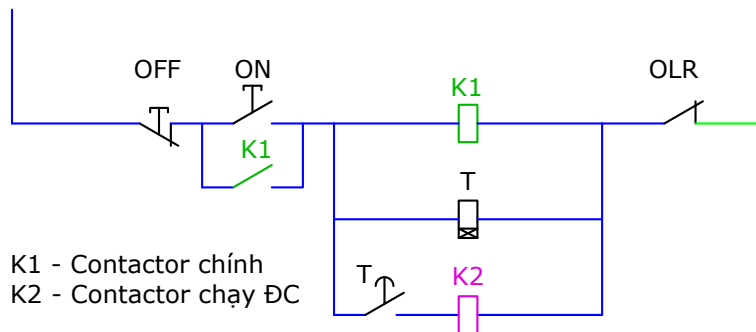 OFF
ON
OLR
K1
K1
T
T
K2
K1 - Contactor chính
K2 - Contactor chạy ĐC